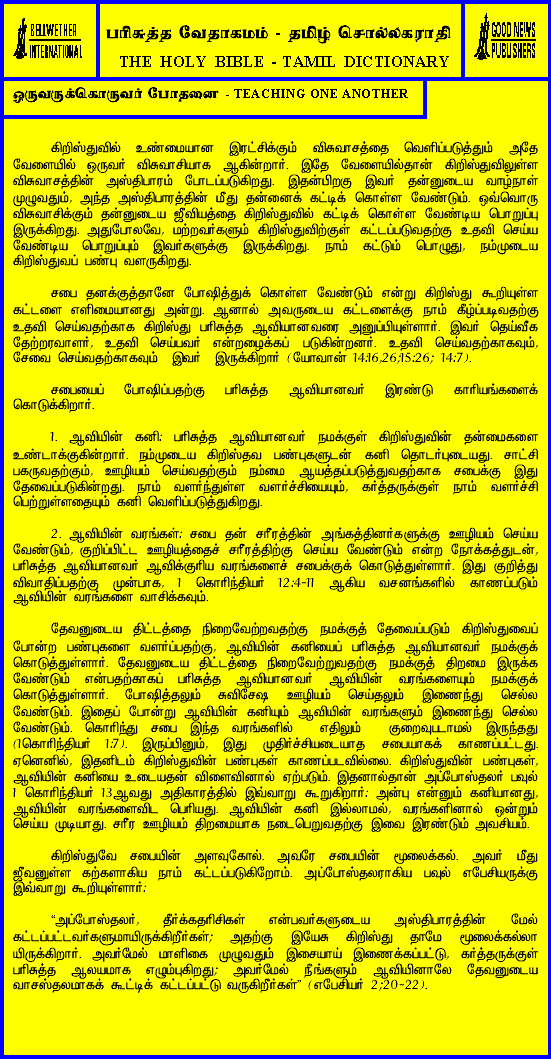 BELLWETHER
INTERNATIONAL
பரிசுத்த வேதாகமம் - தமிழ் சொல்லகராதி
THE HOLY BIBLE - TAMIL DICTIONARY
GOOD NEWS
PUBLISHERS
ஒருவருக்கொருவர் போதனை - TEACHING ONE ANOTHER
கிறிஸ்துவில் உண்மையான இரட்சிக்கும் விசுவாசத்தை வெளிப்படுத்தும் அதே
வேளையில் ஒருவர் விசுவாசியாக ஆகின்றார். இதே வேளையில்தான் கிறிஸ்துவிலுள்ள
விசுவாசத்தின் அஸ்திபாரம் போடப்படுகிறது. இதன்பிறகு இவர் தன்னுடைய வாழ்நாள்
முழுவதும், அந்த அஸ்திபாரத்தின் மீது தன்னைக் கட்டிக் கொள்ள வேண்டும். ஒவ்வொரு
விசுவாசிக்கும் தன்னுடைய ஜீவியத்தை கிறிஸ்துவில் கட்டிக் கொள்ள வேண்டிய பொறுப்பு
இருக்கிறது. அதுபோலவே, மற்றவர்களும் கிறிஸ்துவிற்குள் கட்டப்படுவதற்கு உதவி செய்ய
வேண்டிய பொறுப்பும் இவர்களுக்கு இருக்கிறது. நாம் கட்டும் பொழுது, நம்முடைய
கிறிஸ்துவப் பண்பு வளருகிறது.
சபை தனக்குத்தானே போஷித்துக் கொள்ள வேண்டும் என்று கிறிஸ்து கூறியுள்ள
கட்டளை எளிமையானது அன்று. ஆனால் அவருடைய கட்டளைக்கு நாம் கீழ்ப்படிவதற்கு
உதவி செய்வதற்காக கிறிஸ்து பரிசுத்த ஆவியானவரை அனுப்பியுள்ளார். இவர் தெய்வீக
தேற்றரவாளர், உதவி செய்பவர் என்றழைக்கப் படுகின்றனர். உதவி செய்வதற்காகவும்,
சேவை செய்வதற்காகவும் இவர் இருக்கிறார் (யோவான் 14:16,26;15:26; 14:7).
சபையைப் போஷிப்பதற்கு பரிசுத்த ஆவியானவர் இரண்டு காரியங்களைக்
கொடுக்கிறார்.
1. ஆவியின் கனி: பரிசுத்த ஆவியானவர் நமக்குள் கிறிஸ்துவின் தன்மைகளை
உண்டாக்குகின்றார். நம்முடைய கிறிஸ்தவ பண்புகளுடன் கனி தொடர்புடையது. சாட்சி
பகருவதற்கும், ஊழியம் செய்வதற்கும் நம்மை ஆயத்தப்படுத்துவதற்காக சபைக்கு இது
தேவைப்படுகின்றது. நாம் வளர்ந்துள்ள வளர்ச்சியையும், கர்த்தருக்குள் நாம் வளர்ச்சி
பெற்றுள்ளதையும் கனி வெளிப்படுத்துகிறது.
2. ஆவியின் வரங்கள்: சபை தன் சரீரத்தின் அங்கத்தினர்களுக்கு ஊழியம் செய்ய
வேண்டும், குறிப்பிட்ட ஊழியத்தைச் சரீரத்திற்கு செய்ய வேண்டும் என்ற நோக்கத்துடன்,
பரிசுத்த ஆவியானவர் ஆவிக்குரிய வரங்களைச் சபைக்குக் கொடுத்துள்ளார். இது குறித்து
விவாதிப்பதற்கு முன்பாக, 1 கொரிந்தியர் 12:4-11 ஆகிய வசனங்களில் காணப்படும்
ஆவியின் வரங்களை வாசிக்கவும்.
தேவனுடைய திட்டத்தை நிறைவேற்றவதற்கு நமக்குத் தேவைப்படும் கிறிஸ்துவைப்
போன்ற பண்புகளை வளர்ப்பதற்கு, ஆவியின் கனியைப் பரிசுத்த ஆவியானவர் நமக்குக்
கொடுத்துள்ளார். தேவனுடைய திட்டத்தை நிறைவேற்றுவதற்கு நமக்குத் திறமை இருக்க
வேண்டும் என்பதற்காகப் பரிசுத்த ஆவியானவர் ஆவியின் வரங்களையும் நமக்குக்
கொடுத்துள்ளார். போஷித்தலும் சுவிசேஷ ஊழியம் செய்தலும் இணைந்து செல்ல
வேண்டும். இதைப் போன்று ஆவியின் கனியும் ஆவியின் வரங்களும் இணைந்து செல்ல
வேண்டும். கொரிந்து சபை இந்த வரங்களில் எதிலும் குறைவுபடாமல் இருந்தது
(1கொரிந்தியர் 1:7). இருப்பினும், இது முதிர்ச்சியடையாத சபையாகக் காணப்பட்டது.
ஏனெனில், இதனிடம் கிறிஸ்துவின் பண்புகள் காணப்படவில்லை. கிறிஸ்துவின் பண்புகள்,
ஆவியின் கனியை உடையதன் விளைவினால் ஏற்படும். இதனால்தான் அப்போஸ்தலர் பவுல்
1 கொரிந்தியர் 13ஆவது அதிகாரத்தில் இவ்வாறு கூறுகிறார்: அன்பு என்னும் கனியானது,
ஆவியின் வரங்களைவிட பெரியது. ஆவியின் கனி இல்லாமல், வரங்களினால் ஒன்றும்
செய்ய முடியாது. சரீர ஊழியம் திறமையாக நடைபெறுவதற்கு இவை இரண்டும் அவசியம்.
கிறிஸ்துவே சபையின் அளவுகோல். அவரே சபையின் மூலைக்கல். அவர் மீது
ஜீவனுள்ள கற்களாகிய நாம் கட்டப்படுகிறோம். அப்போஸ்தலராகிய பவுல் எபேசியருக்கு
இவ்வாறு கூறியுள்ளார்:
"அப்போஸ்தலர், தீர்க்கதரிசிகள் என்பவர்களுடைய அஸ்திபாரத்தின் மேல்
கட்டப்பட்டவர்களுமாயிருக்கிறீர்கள்; அதற்கு இயேசு கிறிஸ்து தாமே மூலைக்கல்லா
யிருக்கிறார். அவர்மேல் மாளிகை முழுவதும் இசைவாய் இணைக்கப்பட்டு, கர்த்தருக்குள்
பரிசுத்த ஆலயமாக எழும்புகிறது; அவர்மேல் நீங்களும் ஆவியினாலே தேவனுடைய
வாசஸ்தலமாகக் கூட்டிக் கட்டப்பட்டு வருகிறீர்கள்" (எபேசியர் 2;20-22).